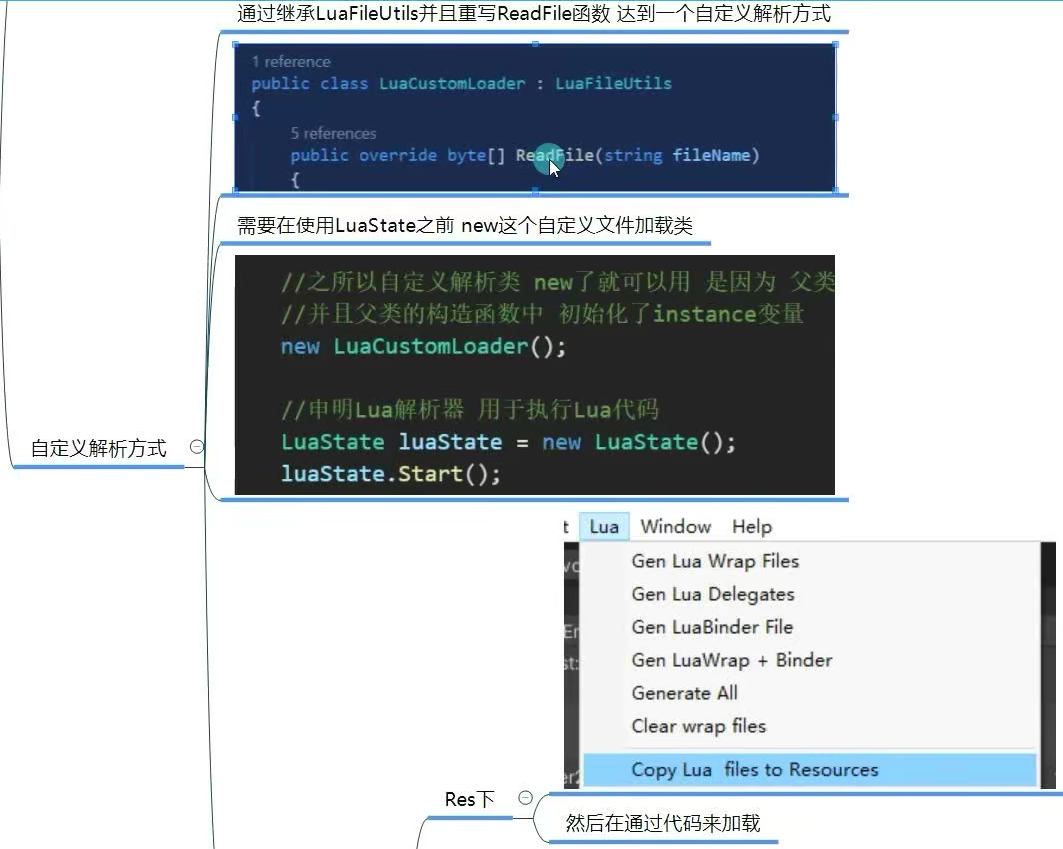 通过继承LuaFileUtils并且重写ReadFile函数 达到一个自定义解析方式
1 reference
public class LuaCustomLoader : LuaFileUtils
{
5 references
public override byte[] ReadFile(string fileName)
{
需要在使用LuaState之前 new这个自定义文件加载类
//之所以自定义解析类 new了就可以用 是因为 父类
//并且父类的构造函数中 初始化了instance变量
new LuaCustomLoader();
//申明Lua解析器 用于执行Lua代码
LuaState luaState = new LuaState();
luaState.Start();
自定义解析方式
t Lua Window Help
Gen Lua Wrap Files
Gen Lua Delegates
Gen LuaBinder File
Gen LuaWrap + Binder
Generate All
Clear wrap files
Copy Lua files to Resources
Res下
然后在通过代码来加载